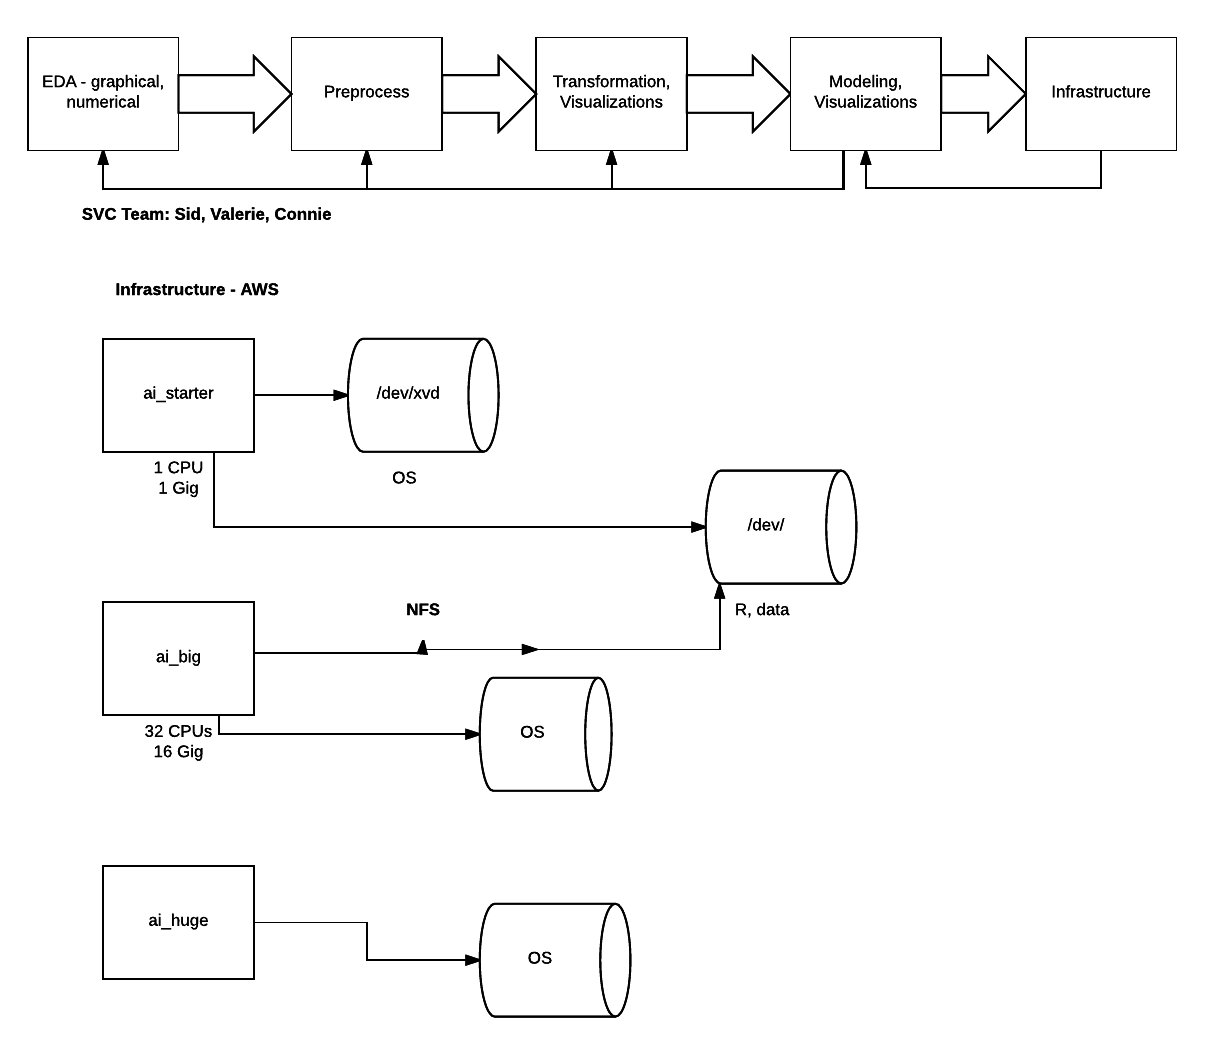 EDA - graphical,
numerical
Preprocess
Transformation,
Visualizations
Modeling,
Visualizations
Infrastructure
SVC Team: Sid, Valerie, Connie
Infrastructure - AWS
ai_starter
/dev/xvd
1 CPU
1 Gig
OS
/dev/
R, data
NFS
ai_big
32 CPUs
16 Gig
OS
ai_huge
OS